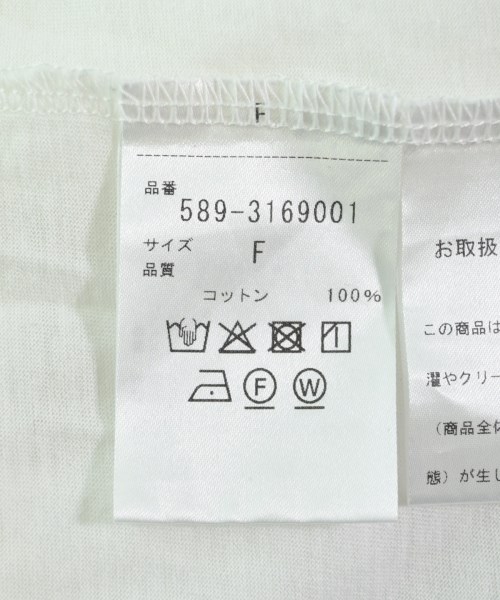 F
品番
589-3169001
サイズ F
品質
コットン 100%
F W
お取扱
この商品は
濯やクリー
（商品全体
態）が生し